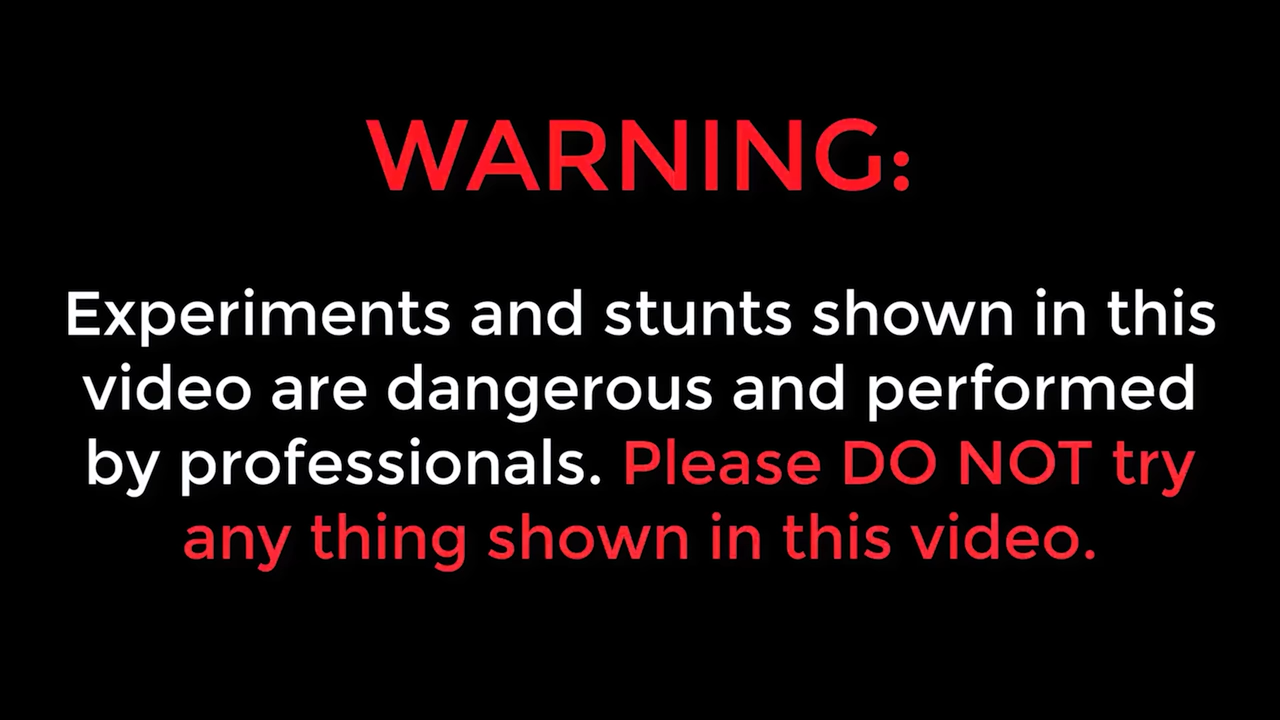 WARNING:
Experiments and stunts shown in this
video are dangerous and performed
by professionals. Please DO NOT try
any thing shown in this video.